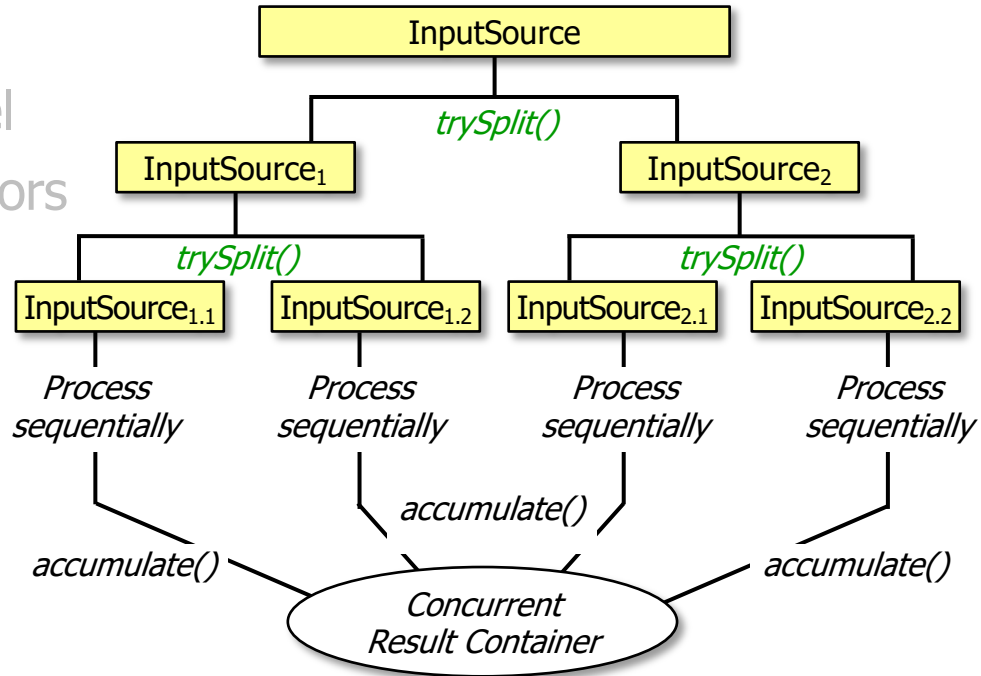 InputSource
trySplit()
InputSource₁
InputSource₂
trySplit()
trySplit()
InputSource₁.₁
InputSource₁.₂
InputSource₂.₁
InputSource₂.₂
Process
sequentially
Process
sequentially
Process
sequentially
Process
sequentially
accumulate()
accumulate()
accumulate()
Concurrent
Result Container